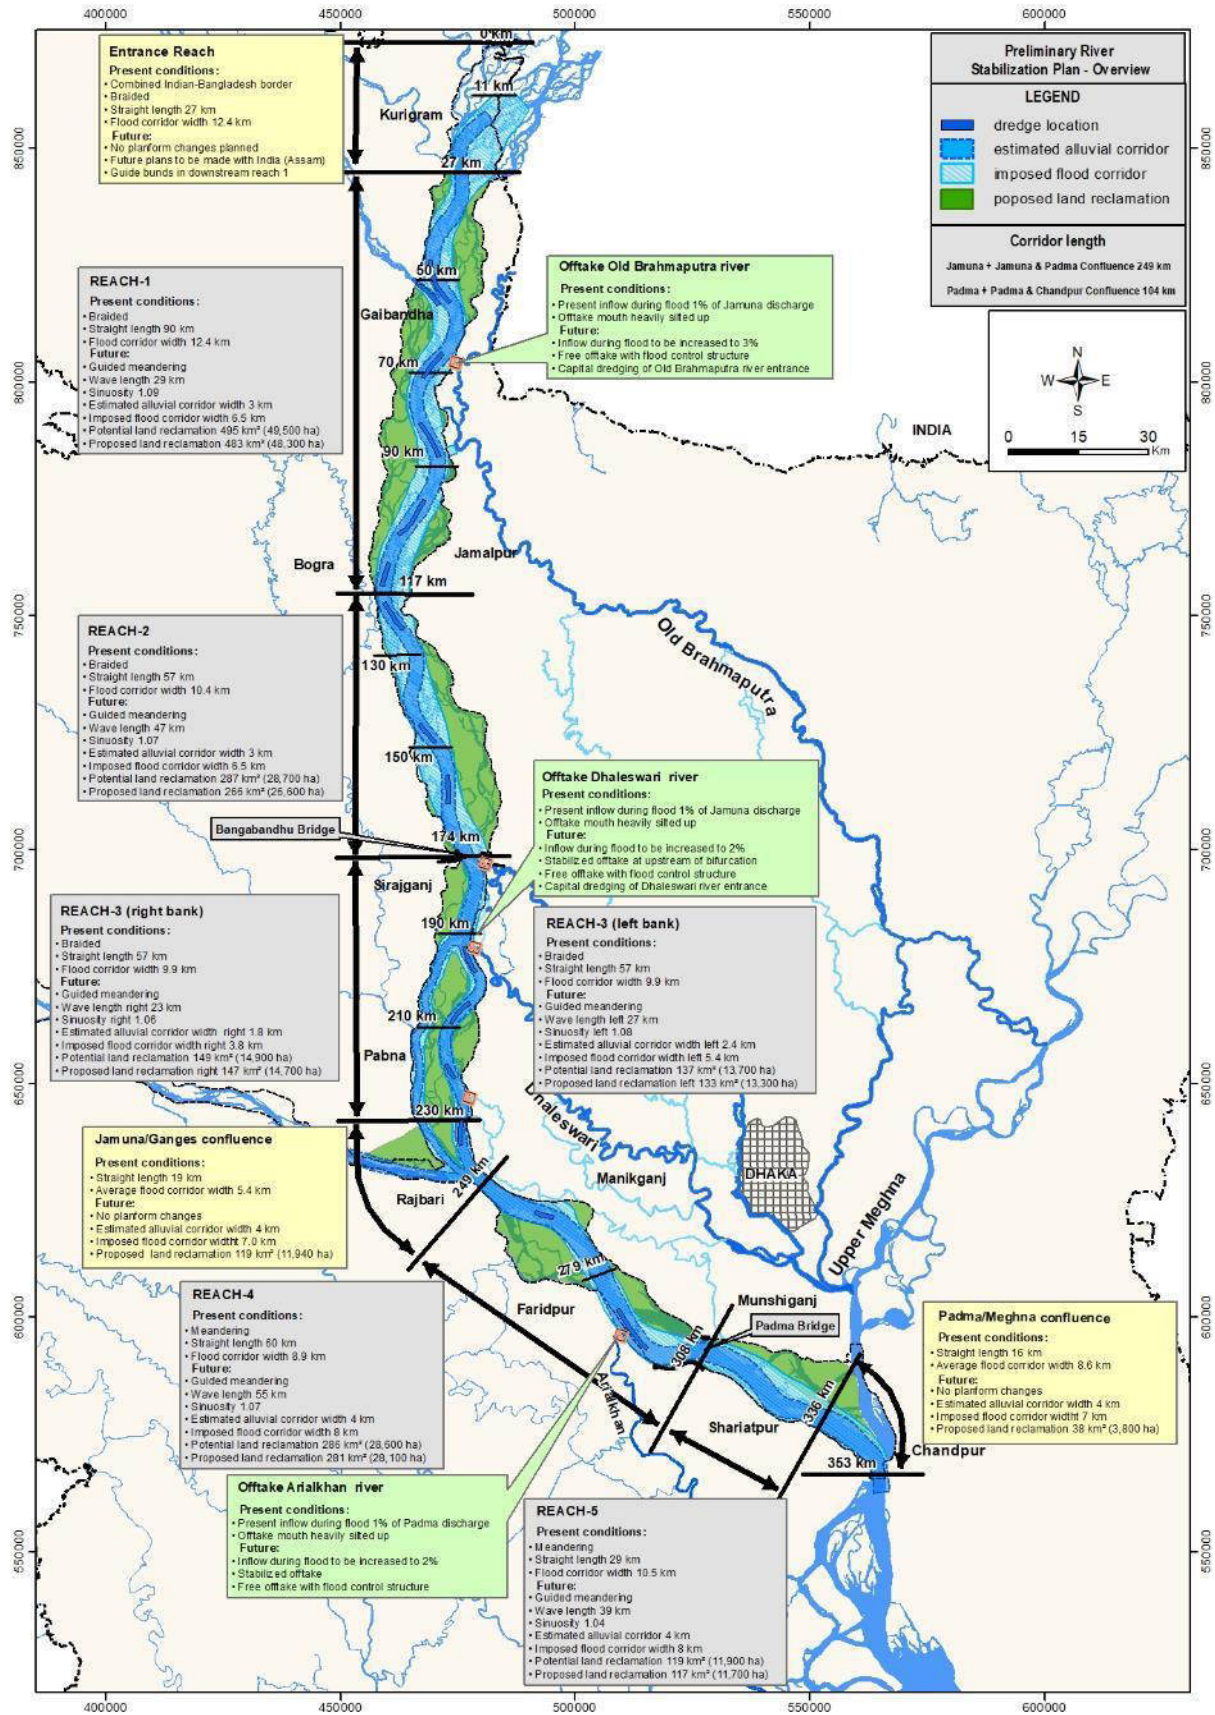 400000
450000
500000
550000
600000
Preliminary River
Stabilization Plan - Overview
LEGEND
dredge location
estimated alluvial corridor
imposed flood corridor
poposed land reclamation
Corridor length
Jamuna + Jamuna & Padma Confluence 249 km
Padma + Padma & Chandpur Confluence 104 km
N
W
E
S
0
15
30
Km
Entrance Reach
Present conditions:
• Combined Indian-Bangladesh border
• Braided
• Straight length 27 km
• Flood corridor width 12.4 km
Future:
• No planform changes planned
• Future plans to be made with India (Assam)
• Guide bunds in downstream reach 1
0 km
11 km
Kurigram
27 km
850000
850000
REACH-1
Present conditions:
• Braided
• Straight length 90 km
• Flood corridor width 12.4 km
Future:
• Guided meandering
• Wave length 29 km
• Sinuosity 1.09
• Estimated alluvial corridor width 3 km
• Imposed flood corridor width 6.5 km
• Potential land reclamation 495 km² (49,500 ha)
• Proposed land reclamation 483 km² (48,300 ha)
50 km
Gaibandha
70 km
90 km
Offtake Old Brahmaputra river
Present conditions:
• Present inflow during flood 1% of Jamuna discharge
• Offtake mouth heavily silted up
Future:
• Inflow during flood to be increased to 3%
• Free offtake with flood control structure
• Capital dredging of Old Brahmaputra river entrance
800000
800000
INDIA
Jamalpur
Bogra
117 km
750000
750000
REACH-2
Present conditions:
• Braided
• Straight length 57 km
• Flood corridor width 10.4 km
Future:
• Guided meandering
• Wave length 47 km
• Sinuosity 1.07
• Estimated alluvial corridor width 3 km
• Imposed flood corridor width 6.5 km
• Potential land reclamation 287 km² (28,700 ha)
• Proposed land reclamation 266 km² (26,600 ha)
130 km
150 km
Old Brahmaputra
Bangabandhu Bridge
174 km
Offtake Dhaleswari river
Present conditions:
• Present inflow during flood 1% of Jamuna discharge
• Offtake mouth heavily silted up
Future:
• Inflow during flood to be increased to 2%
• Stabilized offtake at upstream of bifurcation
• Free offtake with flood control structure
• Capital dredging of Dhaleswari river entrance
700000
700000
Sirajganj
REACH-3 (right bank)
Present conditions:
• Braided
• Straight length 57 km
• Flood corridor width 9.9 km
Future:
• Guided meandering
• Wave length right 23 km
• Sinuosity right 1.06
• Estimated alluvial corridor width right 1.8 km
• Imposed flood corridor width right 3.8 km
• Potential land reclamation 149 km² (14,900 ha)
• Proposed land reclamation right 147 km² (14,700 ha)
190 km
210 km
Pabna
230 km
REACH-3 (left bank)
Present conditions:
• Braided
• Straight length 57 km
• Flood corridor width 9.9 km
Future:
• Guided meandering
• Wave length left 27 km
• Sinuosity left 1.08
• Estimated alluvial corridor width left 2.4 km
• Imposed flood corridor width left 5.4 km
• Potential land reclamation 137 km² (13,700 ha)
• Proposed land reclamation left 133 km² (13,300 ha)
650000
650000
Jamuna/Ganges confluence
Present conditions:
• Straight length 19 km
• Average flood corridor width 5.4 km
Future:
• No planform changes
• Estimated alluvial corridor width 4 km
• Imposed flood corridor widtht 7.0 km
• Proposed land reclamation 119 km² (11,940 ha)
Rajbari
249 km
Dhaleswari
Manikganj
DHAKA
Upper Meghna
REACH-4
Present conditions:
• Meandering
• Straight length 60 km
• Flood corridor width 8.9 km
Future:
• Guided meandering
• Wave length 55 km
• Sinuosity 1.07
• Estimated alluvial corridor width 4 km
• Imposed flood corridor width 8 km
• Potential land reclamation 286 km² (28,600 ha)
• Proposed land reclamation 281 km² (28,100 ha)
279 km
Faridpur
Munshiganj
Padma Bridge
308 km
Arialkhan
Shariatpur
336 km
353 km
Chandpur
600000
600000
Padma/Meghna confluence
Present conditions:
• Straight length 16 km
• Average flood corridor width 8.6 km
Future:
• No planform changes
• Estimated alluvial corridor width 4 km
• Imposed flood corridor widtht 7 km
• Proposed land reclamation 38 km² (3,800 ha)
Offtake Arialkhan river
Present conditions:
• Present inflow during flood 1% of Padma discharge
• Offtake mouth heavily silted up
Future:
• Inflow during flood to be increased to 2%
• Stabilized offtake
• Free offtake with flood control structure
REACH-5
Present conditions:
• Meandering
• Straight length 29 km
• Flood corridor width 10.5 km
Future:
• Guided meandering
• Wave length 39 km
• Sinuosity 1.04
• Estimated alluvial corridor 4 km
• Imposed flood corridor width 8 km
• Potential land reclamation 119 km² (11,900 ha)
• Proposed land reclamation 117 km² (11,700 ha)
550000
550000
400000
450000
500000
550000
600000